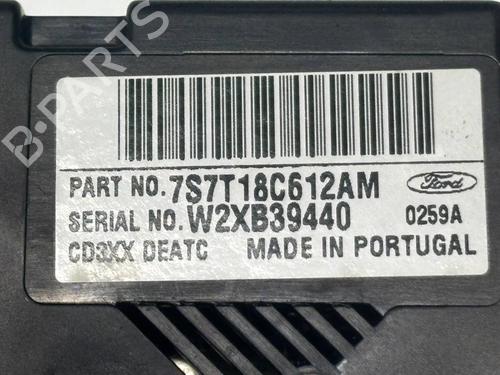 B-PARTS
PART NO. 7S7T18C612AM
Ford
SERIAL NO. W2XB39440
0259A
CD3XX DEATC MADE IN PORTUGAL